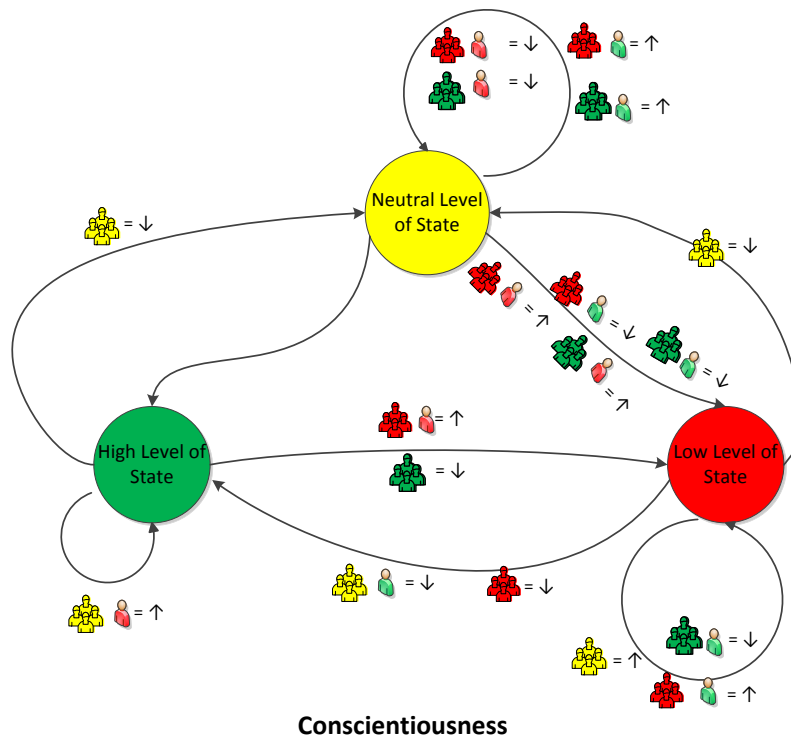 = ↓
= ↑
= ↓
= ↑
Neutral Level
of State
= ↓
= ↓
= ↑
= ↓
= ↓
= ↑
High Level of
State
= ↑
= ↓
Low Level of
State
= ↓
= ↓
= ↑
= ↓
= ↑
= ↑
Conscientiousness